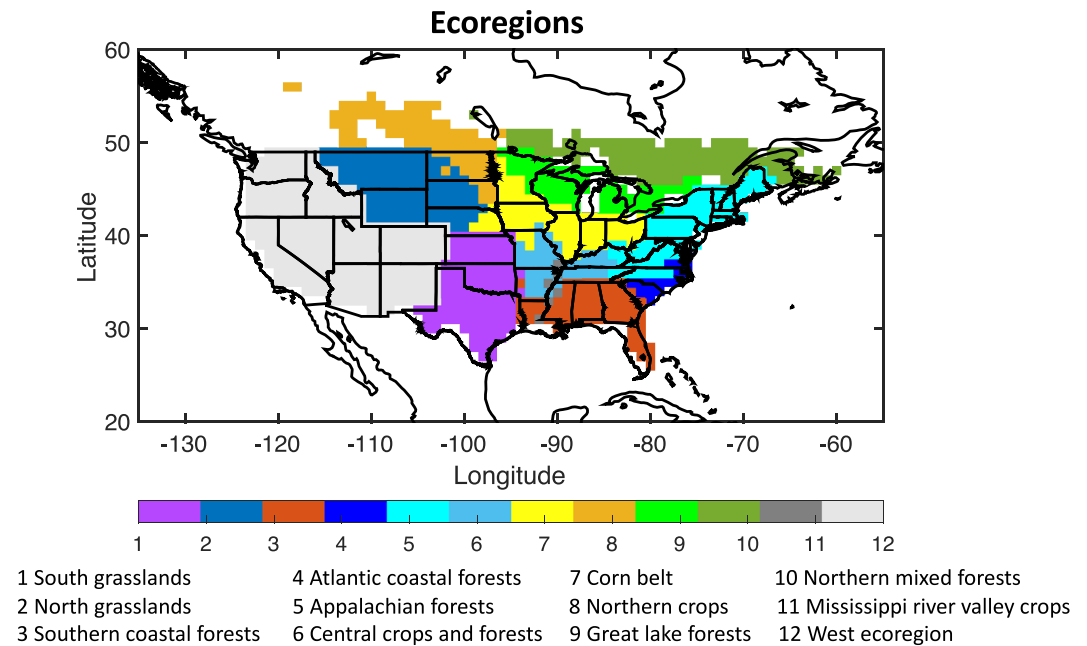 Ecoregions
60
50
40
30
20
Latitude
-130 -120 -110 -100 -90 -80 -70 -60
Longitude
1 2 3 4 5 6 7 8 9 10 11 12
1 South grasslands 4 Atlantic coastal forests 7 Corn belt 10 Northern mixed forests
2 North grasslands 5 Appalachian forests 8 Northern crops 11 Mississippi river valley crops
3 Southern coastal forests 6 Central crops and forests 9 Great lake forests 12 West ecoregion